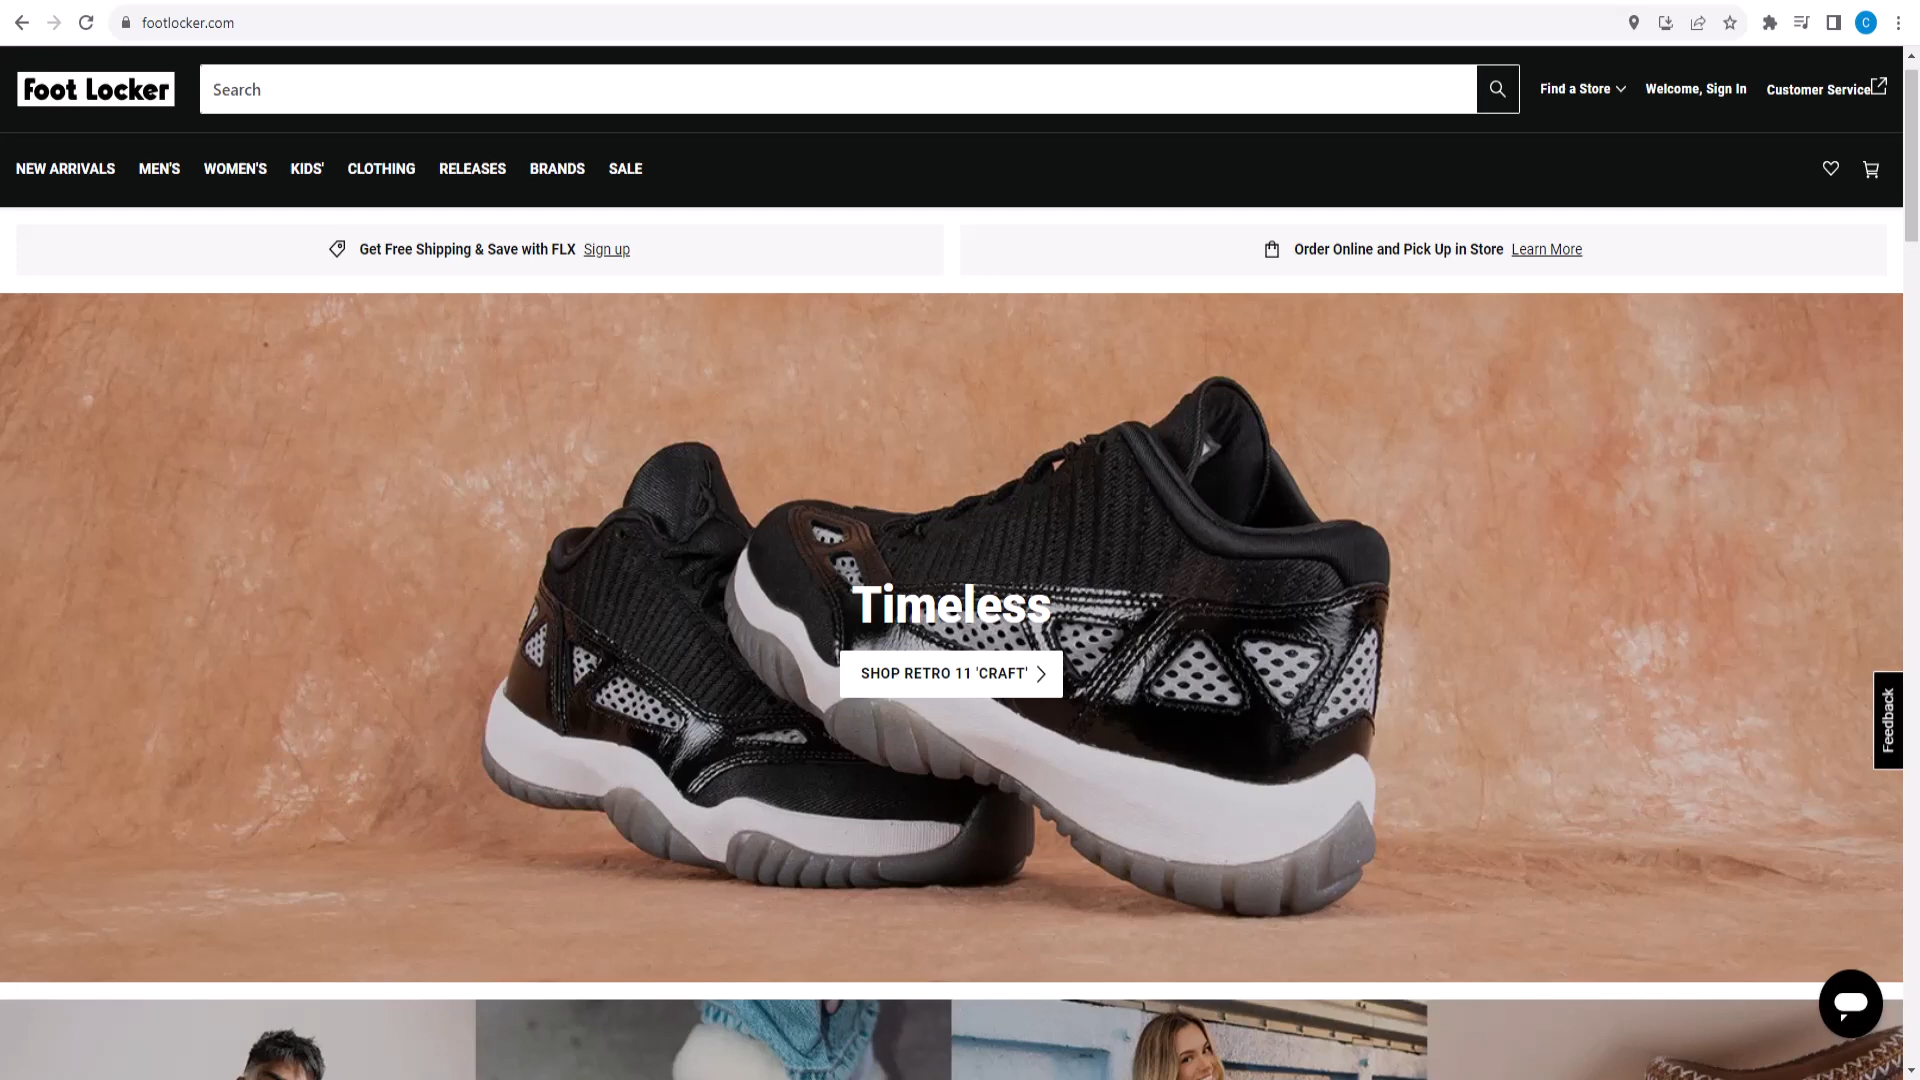 footlocker.com
C
Foot Locker
Search
Find a Store
Welcome, Sign In
Customer Service
NEW ARRIVALS
MEN'S
WOMEN'S
KIDS'
CLOTHING
RELEASES
BRANDS
SALE
Get Free Shipping & Save with FLX Sign up
Order Online and Pick Up in Store Learn More
Timeless
SHOP RETRO 11 'CRAFT'
Feedback